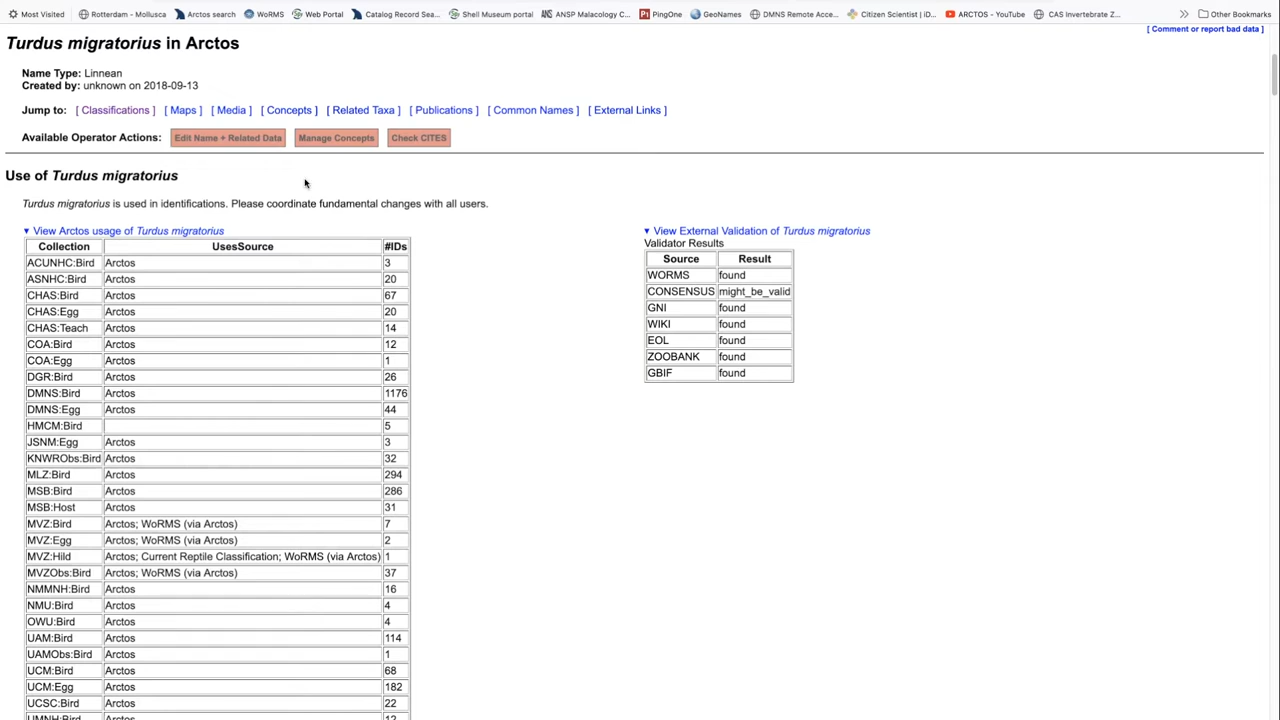 Most Visited Rotterdam - Mollusca Arctos search WoRMS Web Portal Catalog Record Sea... Shell Museum portal ANSP Malacology C... PingOne GeoNames DMNS Remote Acce... Citizen Scientist | iD... ARCTOS - YouTube CAS Invertebrate Z... Other Bookmarks
[ Comment or report bad data ]
Turdus migratorius in Arctos
Name Type: Linnean
Created by: unknown on 2018-09-13
Jump to: [ Classifications ] [ Maps ] [ Media ] [ Concepts ] [ Related Taxa ] [ Publications ] [ Common Names ] [ External Links ]
Available Operator Actions: Edit Name + Related Data Manage Concepts Check CITES
Use of Turdus migratorius
Turdus migratorius is used in identifications. Please coordinate fundamental changes with all users.
▼ View Arctos usage of Turdus migratorius
Collection UsesSource #IDs
ACUNHC:Bird Arctos 3
ASNHC:Bird Arctos 20
CHAS:Bird Arctos 67
CHAS:Egg Arctos 20
CHAS:Teach Arctos 14
COA:Bird Arctos 12
COA:Egg Arctos 1
DGR:Bird Arctos 26
DMNS:Bird Arctos 1176
DMNS:Egg Arctos 44
HMCM:Bird 5
JSNM:Egg Arctos 3
KNWRObs:Bird Arctos 32
MLZ:Bird Arctos 294
MSB:Bird Arctos 286
MSB:Host Arctos 31
MVZ:Bird Arctos; WoRMS (via Arctos) 7
MVZ:Egg Arctos; WoRMS (via Arctos) 2
MVZ:Hild Arctos; Current Reptile Classification; WoRMS (via Arctos) 1
MVZObs:Bird Arctos; WoRMS (via Arctos) 37
NMMNH:Bird Arctos 16
NMU:Bird Arctos 4
OWU:Bird Arctos 4
UAM:Bird Arctos 114
UAMObs:Bird Arctos 1
UCM:Bird Arctos 68
UCM:Egg Arctos 182
UCSC:Bird Arctos 22
UMNH:Bird Arctos 12
▼ View External Validation of Turdus migratorius
Validator Results
Source Result
WORMS found
CONSENSUS might_be_valid
GNI found
WIKI found
EOL found
ZOOBANK found
GBIF found